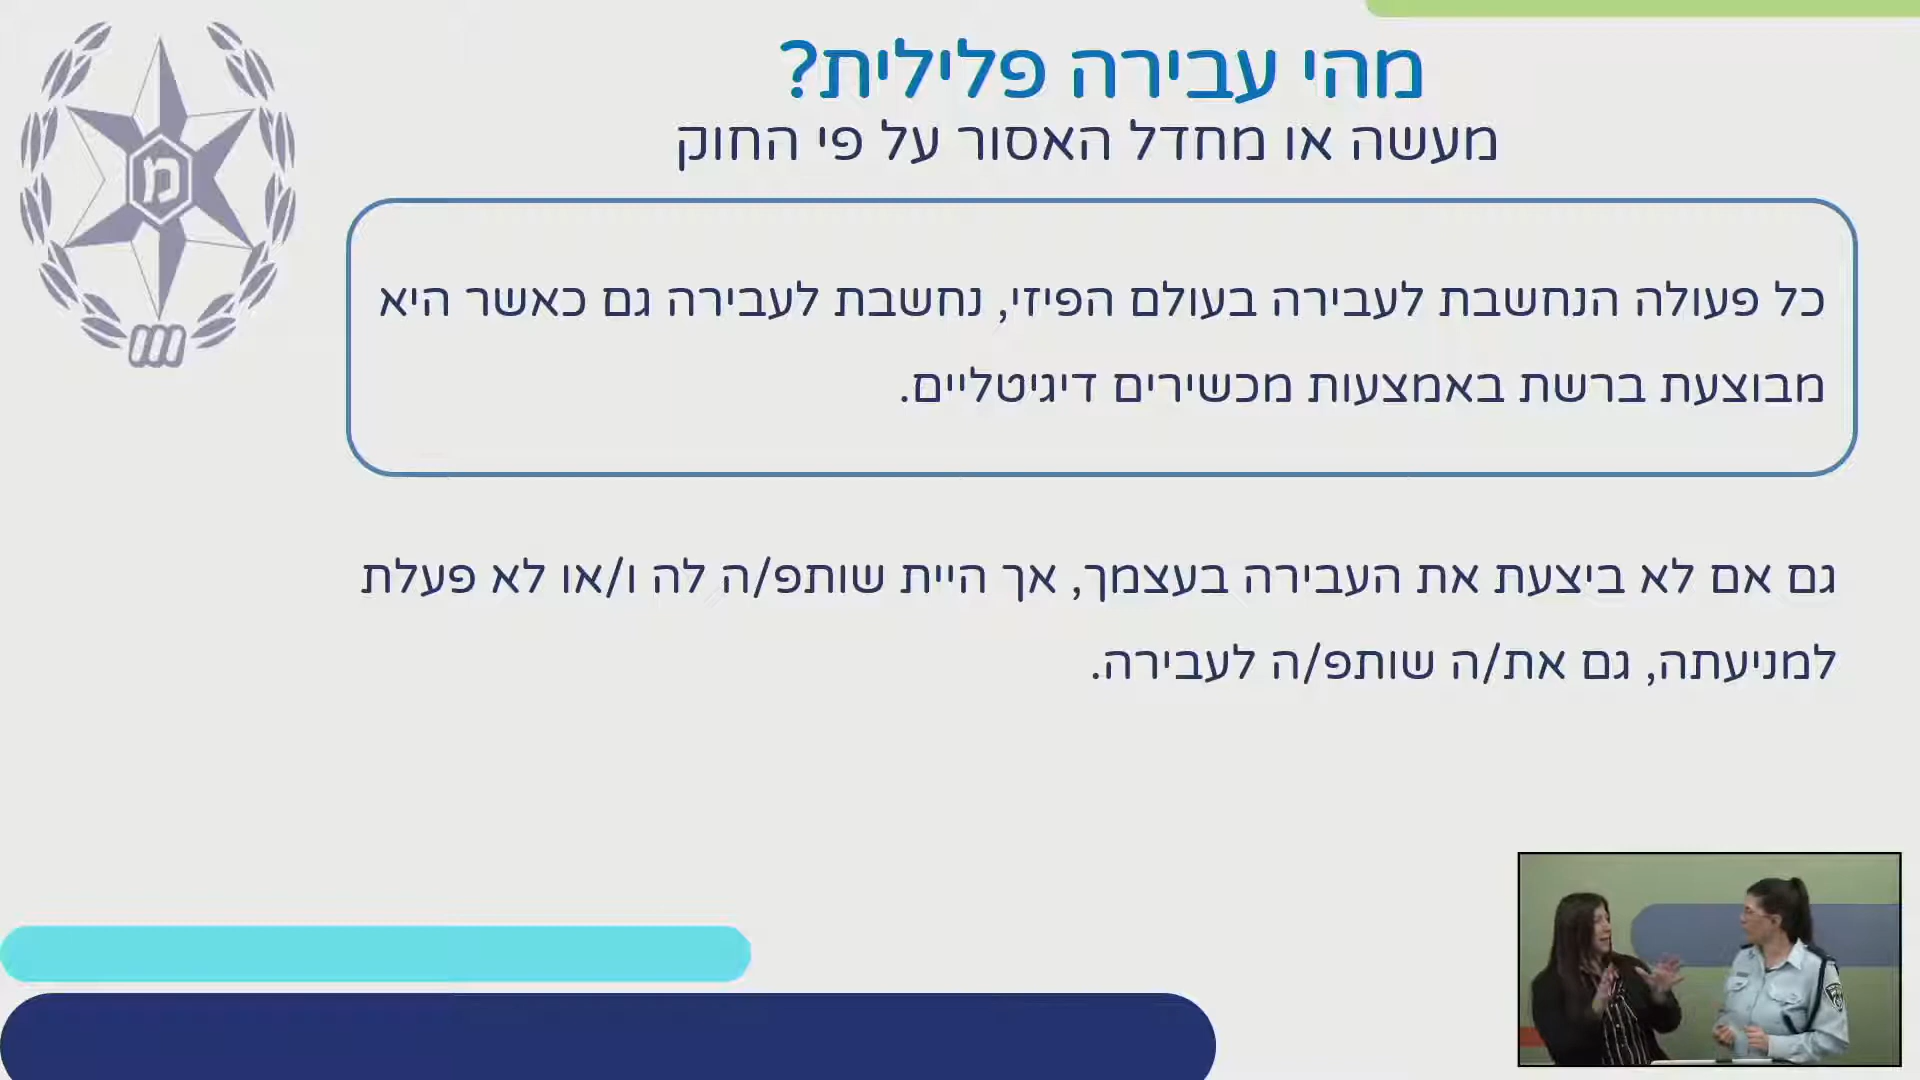 מהי עבירה פלילית?
מעשה או מחדל האסור על פי החוק
כל פעולה הנחשבת לעבירה בעולם הפיזי, נחשבת לעבירה גם כאשר היא
מבוצעת ברשת באמצעות מכשירים דיגיטליים.
גם אם לא ביצעת את העבירה בעצמך, אך היית שותפ/ה לה ו/או לא פעלת
למניעתה, גם את/ה שותפ/ה לעבירה.
מ